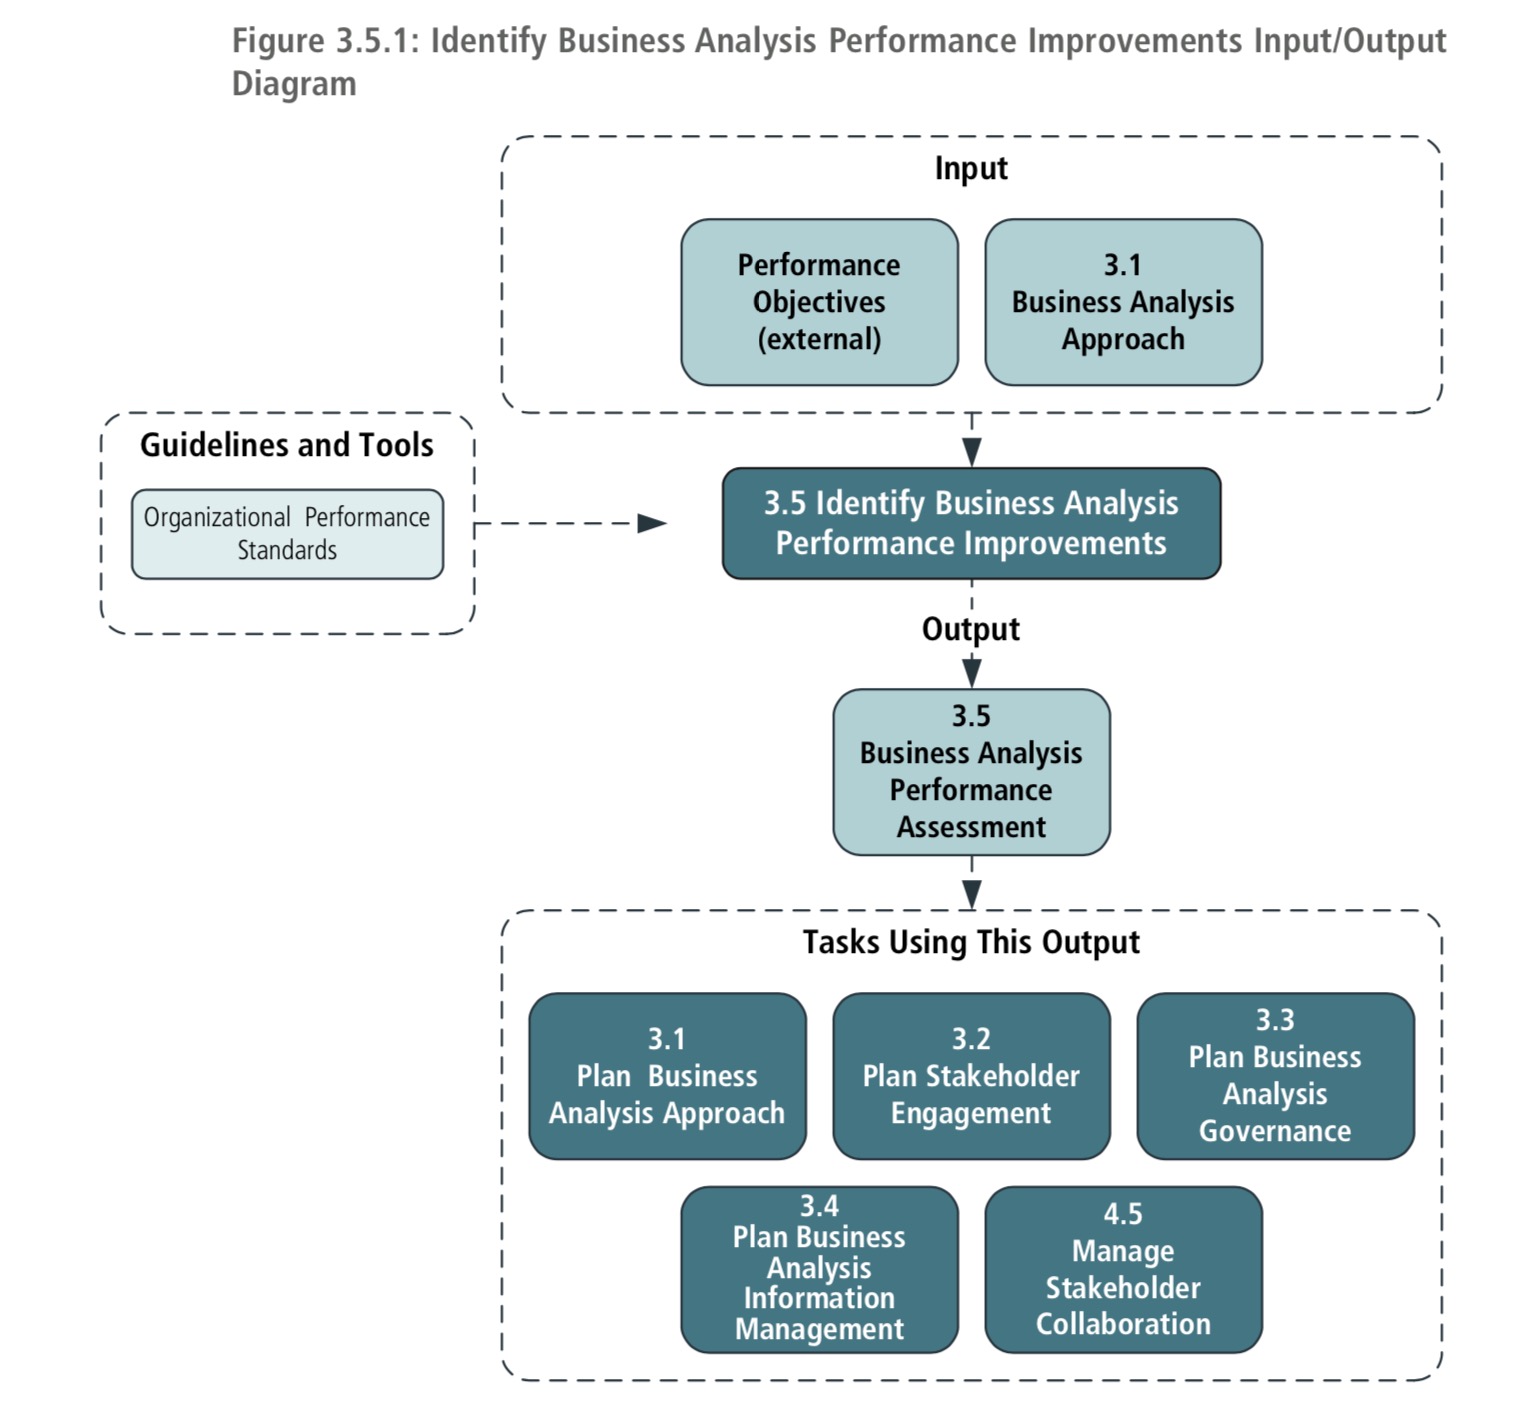 Figure 3.5.1: Identify Business Analysis Performance Improvements Input/Output
Diagram
Input
Performance
Objectives
(external)
3.1
Business Analysis
Approach
Guidelines and Tools
Organizational Performance
Standards
3.5 Identify Business Analysis
Performance Improvements
Output
3.5
Business Analysis
Performance
Assessment
Tasks Using This Output
3.1
Plan Business
Analysis Approach
3.2
Plan Stakeholder
Engagement
3.3
Plan Business
Analysis
Governance
3.4
Plan Business
Analysis
Information
Management
4.5
Manage
Stakeholder
Collaboration